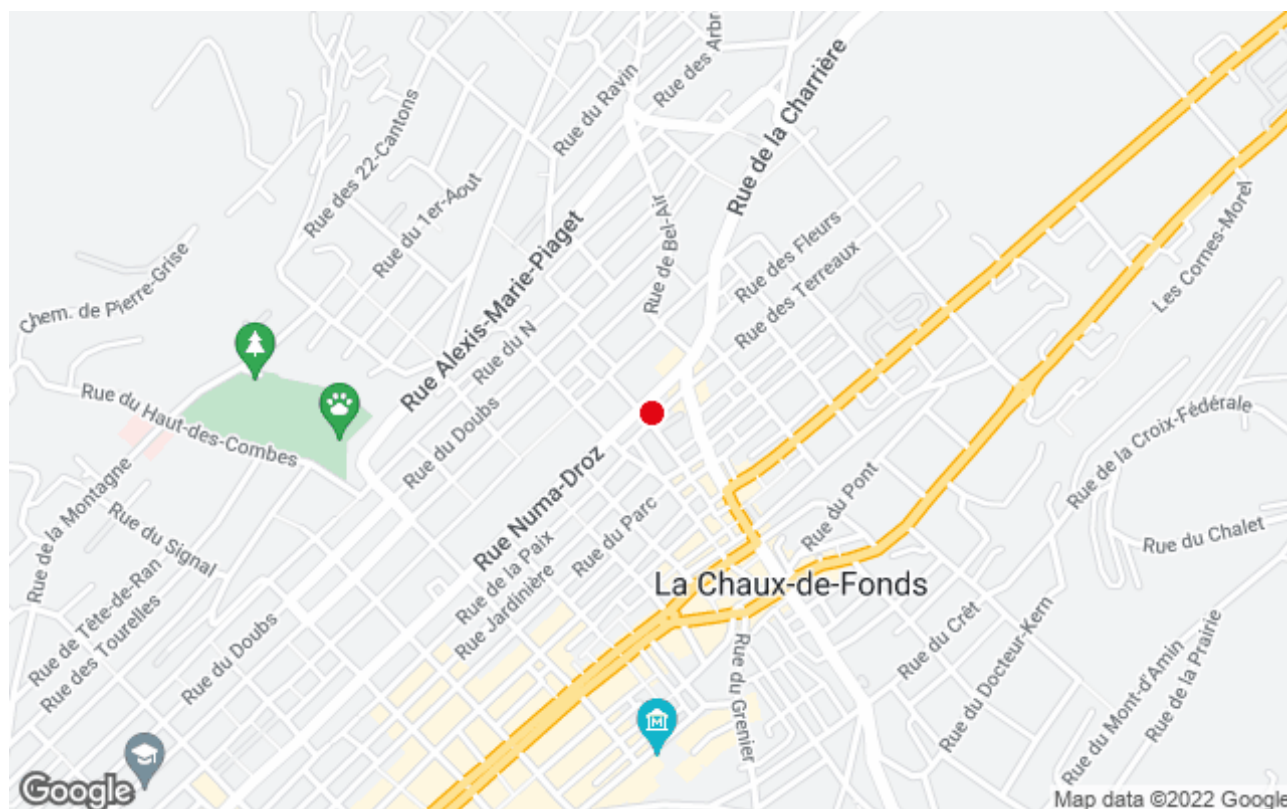 Rue du Ravin
Rue des Arbr
Rue de la Charrière
Rue des 22-Cantons
Rue du 1er-Aout
Rue de Bel-Air
Rue des Fleurs
Rue des Terreaux
Les Cornes-Morel
Chem. de Pierre-Grise
Rue Alexis-Marie-Piaget
Rue du N
Rue du Haut-des-Combes
Rue du Doubs
Rue de la Croix-Fédérale
Rue de la Montagne
Rue du Signal
Rue Numa-Droz
Rue du Parc
Rue du Pont
Rue du Chalet
Rue de la Paix
Rue Jardinière
La Chaux-de-Fonds
Rue de Tête-de-Ran
Rue des Tourelles
Rue du Doubs
Rue du Crêt
Rue du Docteur-Kern
Rue du Grenier
Rue du Mont-d'Amin
Rue de la Prairie
M
Google
Map data ©2022 Google